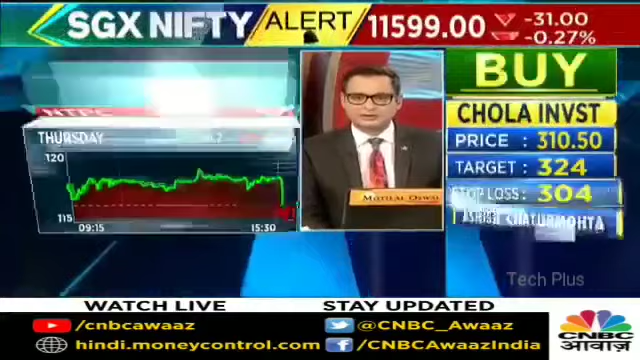 SGX NIFTY ALERT 11599.00 -31.00
-0.27%
NTPC
THURSDAY
120
115
09:15 15:30
BUY
CHOLA INVST
PRICE : 310.50
TARGET : 324
STOP LOSS : 304
Tech Plus
WATCH LIVE STAY UPDATED
/cnbcawaaz @CNBC_Awaaz
hindi.moneycontrol.com /CNBCAwaazIndia
CNBC
आवाज़